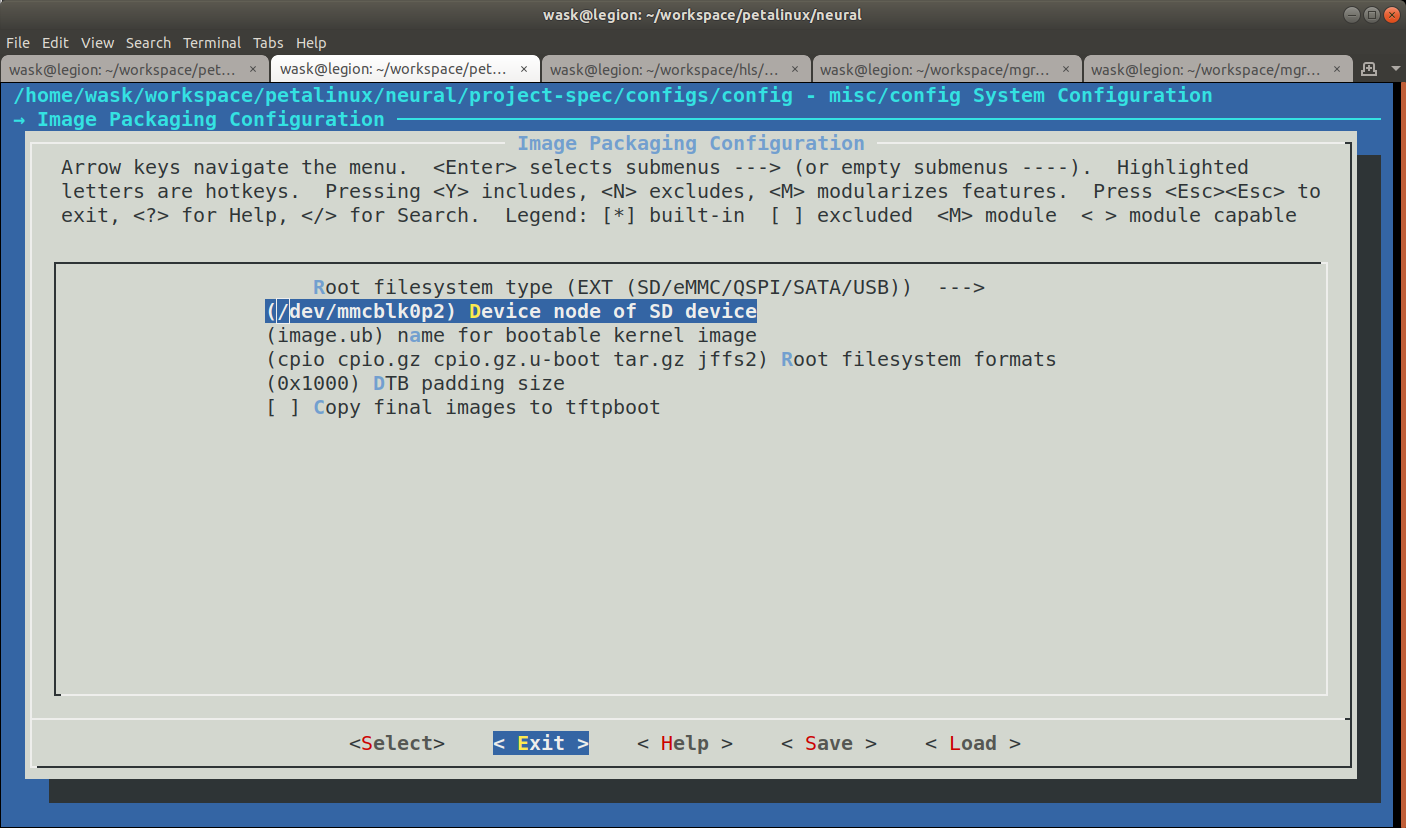 wask@legion: ~/workspace/petalinux/neural
File Edit View Search Terminal Tabs Help
wask@legion: ~/workspace/pet... × wask@legion: ~/workspace/pet... × wask@legion: ~/workspace/hls/... × wask@legion: ~/workspace/mgr... × wask@legion: ~/workspace/mgr... ×
/home/wask/workspace/petalinux/neural/project-spec/configs/config - misc/config System Configuration
→ Image Packaging Configuration
Image Packaging Configuration
Arrow keys navigate the menu.  <Enter> selects submenus ---> (or empty submenus ----).  Highlighted
letters are hotkeys.  Pressing <Y> includes, <N> excludes, <M> modularizes features.  Press <Esc><Esc> to
exit, <?> for Help, </> for Search.  Legend: [*] built-in  [ ] excluded  <M> module  < > module capable
Root filesystem type (EXT (SD/eMMC/QSPI/SATA/USB))  --->
(/dev/mmcblk0p2) Device node of SD device
(image.ub) name for bootable kernel image
(cpio cpio.gz cpio.gz.u-boot tar.gz jffs2) Root filesystem formats
(0x1000) DTB padding size
[ ] Copy final images to tftpboot
<Select> < Exit > < Help > < Save > < Load >